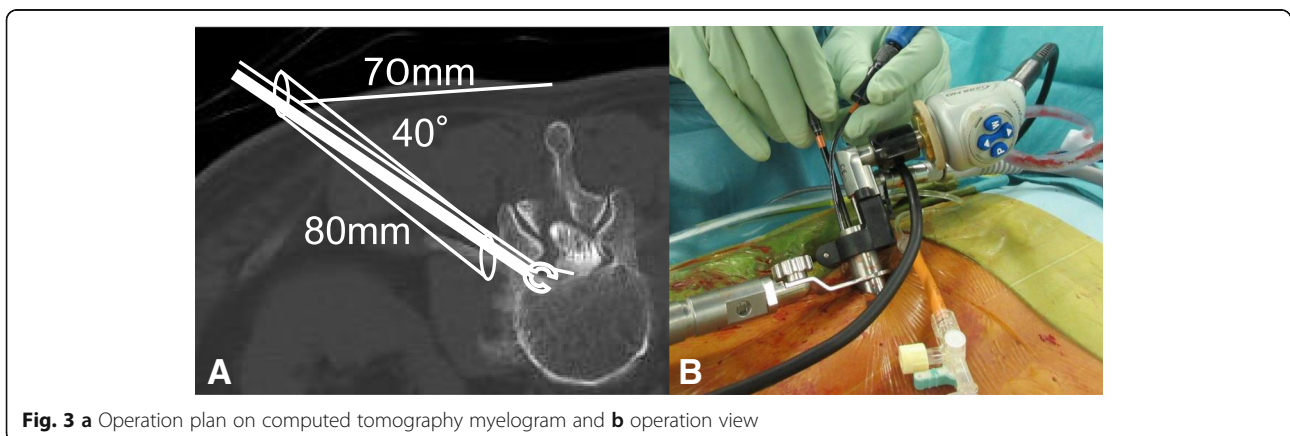 70mm
40°
80mm
A
B
W
P
Fig. 3 a Operation plan on computed tomography myelogram and b operation view